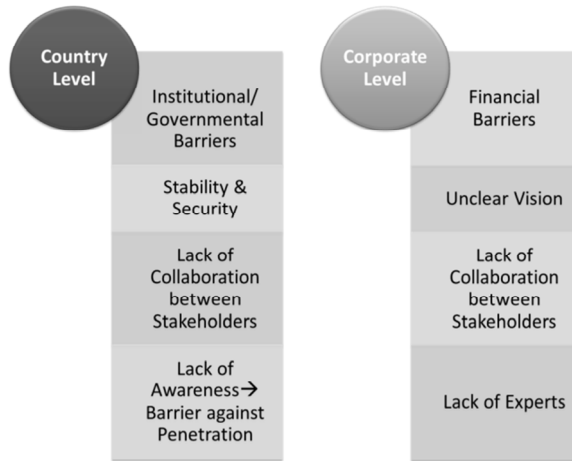 Country
Level
Institutional/
Governmental
Barriers
Stability &
Security
Lack of
Collaboration
between
Stakeholders
Lack of
Awareness→
Barrier against
Penetration
Corporate
Level
Financial
Barriers
Unclear Vision
Lack of
Collaboration
between
Stakeholders
Lack of Experts